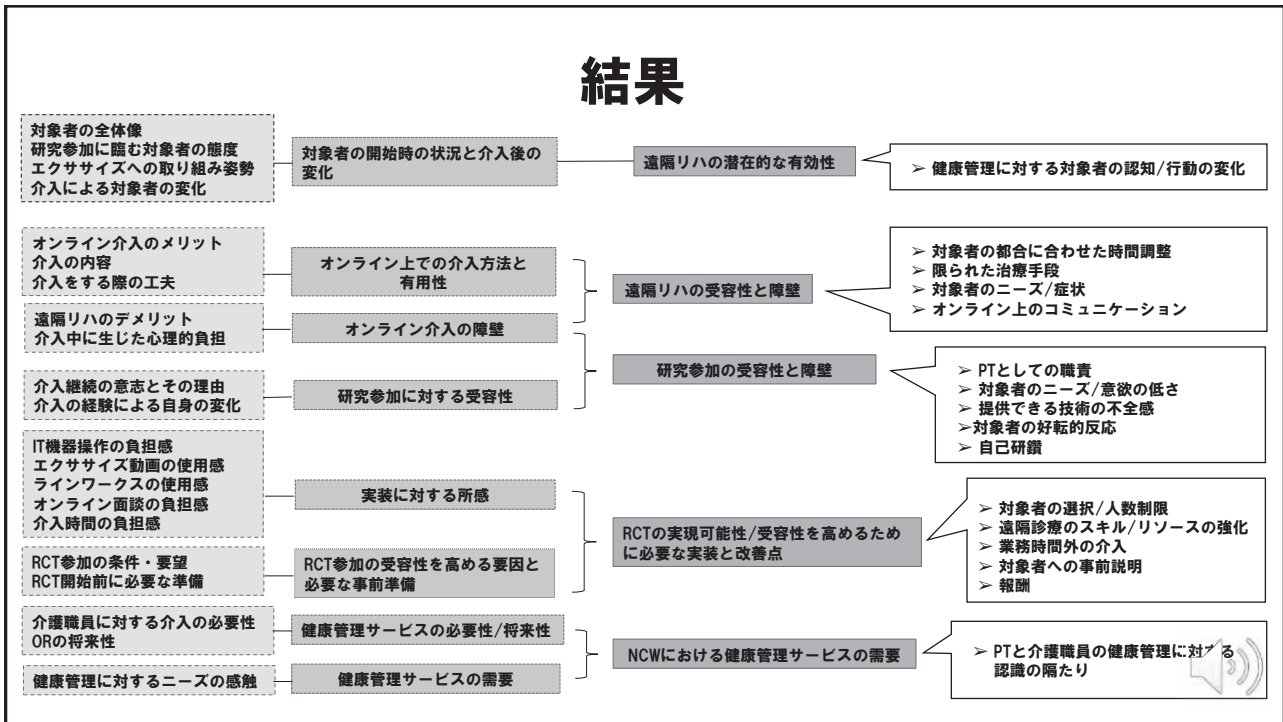 結果
対象者の全体像
研究参加に臨む対象者の態度
エクササイズへの取り組み姿勢
介入による対象者の変化
対象者の開始時の状況と介入後の
変化
遠隔リハの潜在的な有効性
➢ 健康管理に対する対象者の認知/行動の変化
オンライン介入のメリット
介入の内容
介入をする際の工夫
オンライン上での介入方法と
有用性
遠隔リハのデメリット
介入中に生じた心理的負担
オンライン介入の障壁
遠隔リハの受容性と障壁
➢ 対象者の都合に合わせた時間調整
➢ 限られた治療手段
➢ 対象者のニーズ/症状
➢ オンライン上のコミュニケーション
介入継続の意志とその理由
介入の経験による自身の変化
研究参加に対する受容性
研究参加の受容性と障壁
➢ PTとしての職責
➢ 対象者のニーズ/意欲の低さ
➢ 提供できる技術の不全感
➢対象者の好転的反応
➢ 自己研鑽
IT機器操作の負担感
エクササイズ動画の使用感
ラインワークスの使用感
オンライン面談の負担感
介入時間の負担感
実装に対する所感
RCT参加の条件・要望
RCT開始前に必要な準備
RCT参加の受容性を高める要因と
必要な事前準備
RCTの実現可能性/受容性を高めるため
に必要な実装と改善点
➢ 対象者の選択/人数制限
➢ 遠隔診療のスキル/リソースの強化
➢ 業務時間外の介入
➢ 対象者への事前説明
➢ 報酬
介護職員に対する介入の必要性
ORの将来性
健康管理サービスの必要性/将来性
健康管理に対するニーズの感触
健康管理サービスの需要
NCWにおける健康管理サービスの需要
➢ PTと介護職員の健康管理に対する
認識の隔たり